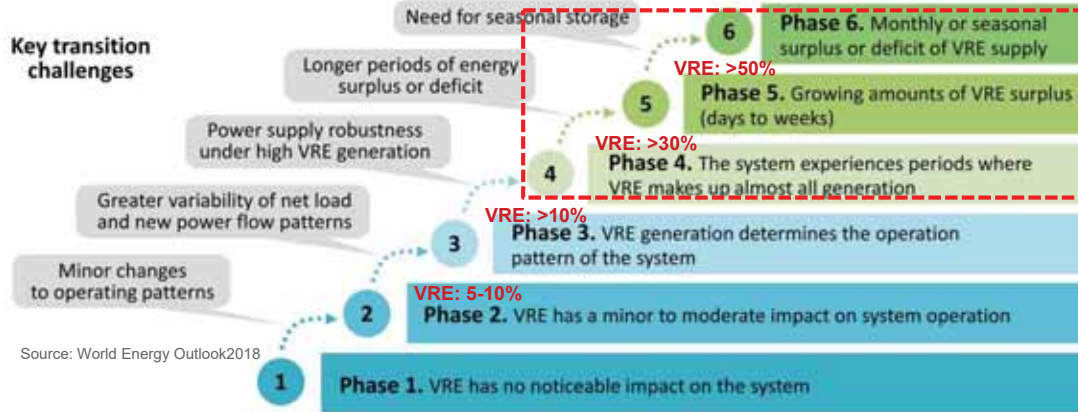 Key transition
challenges
Need for seasonal storage
6
Phase 6. Monthly or seasonal
surplus or deficit of VRE supply
VRE: >50%
Longer periods of energy
surplus or deficit
5
Phase 5. Growing amounts of VRE surplus
(days to weeks)
VRE: >30%
Power supply robustness
under high VRE generation
4
Phase 4. The system experiences periods where
VRE makes up almost all generation
VRE: >10%
Greater variability of net load
and new power flow patterns
3
Phase 3. VRE generation determines the operation
pattern of the system
VRE: 5-10%
Minor changes
to operating patterns
2
Phase 2. VRE has a minor to moderate impact on system operation
Source: World Energy Outlook2018
1
Phase 1. VRE has no noticeable impact on the system